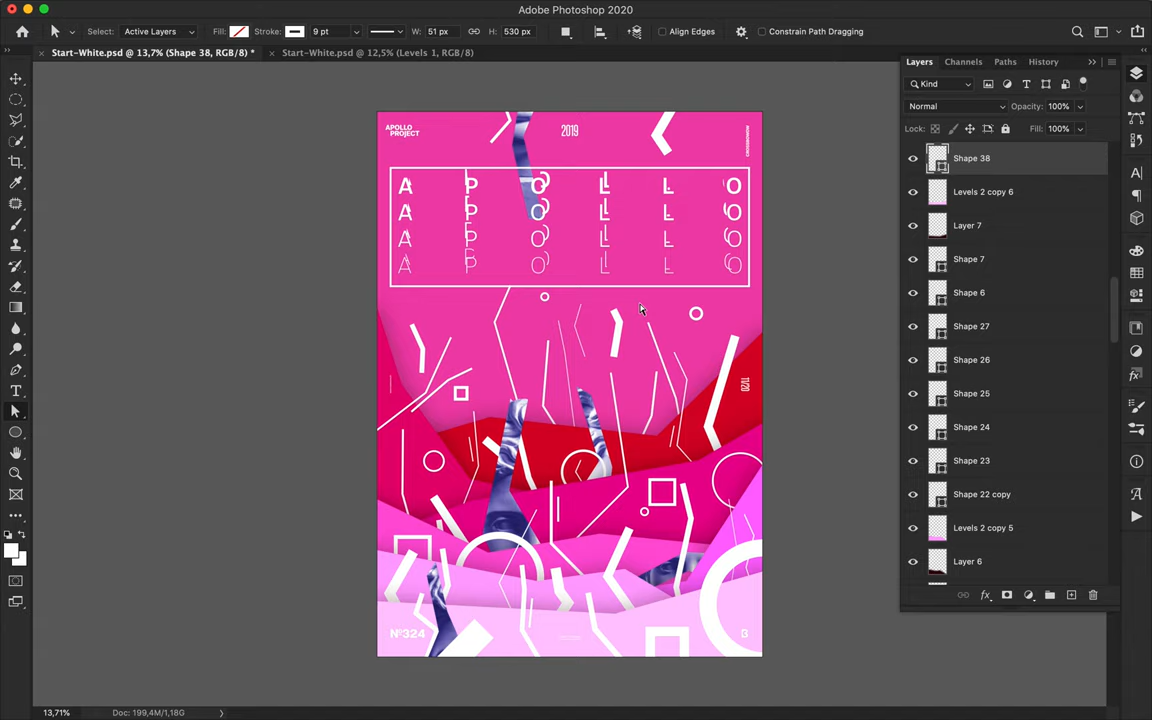 Adobe Photoshop 2020
Select: Active Layers Fill: Stroke: 9 pt W: 51 px H: 530 px Align Edges Constrain Path Dragging
Start-White.psd @ 13,7% (Shape 38, RGB/8) * Start-White.psd @ 12,5% (Levels 1, RGB/8)
Layers Channels Paths History
Kind
Normal Opacity: 100%
Lock: Fill: 100%
Shape 38
Levels 2 copy 6
Layer 7
Shape 7
Shape 6
Shape 27
Shape 26
Shape 25
Shape 24
Shape 23
Shape 22 copy
Levels 2 copy 5
Layer 6
APOLLO
PROJECT
2019
A P O L L O
A P O L L O
A P O L L O
A P O L L O
11/20
Nº324
13,71% Doc: 199,4M/1,18G